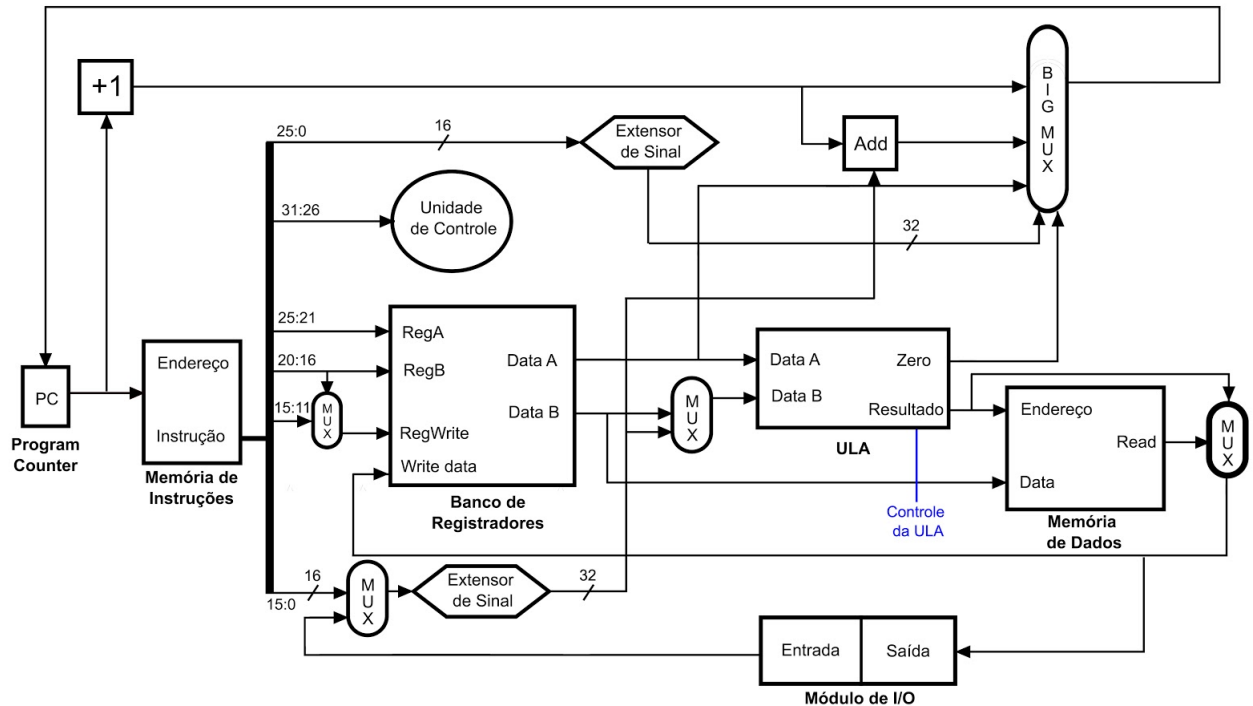 B
I
G
M
U
X
+1
25:0
16
Extensor
de Sinal
Add
31:26
Unidade
de Controle
32
25:21
RegA
20:16
RegB
15:11
M
U
X
RegWrite
Write data
Data A
Data B
Banco de
Registradores
PC
Program
Counter
Endereço
Instrução
Memória de
Instruções
M
U
X
Data A
Data B
Zero
Resultado
ULA
Controle
da ULA
Endereço
Read
Data
Memória
de Dados
M
U
X
16
15:0
M
U
X
Extensor
de Sinal
32
Entrada
Saída
Módulo de I/O